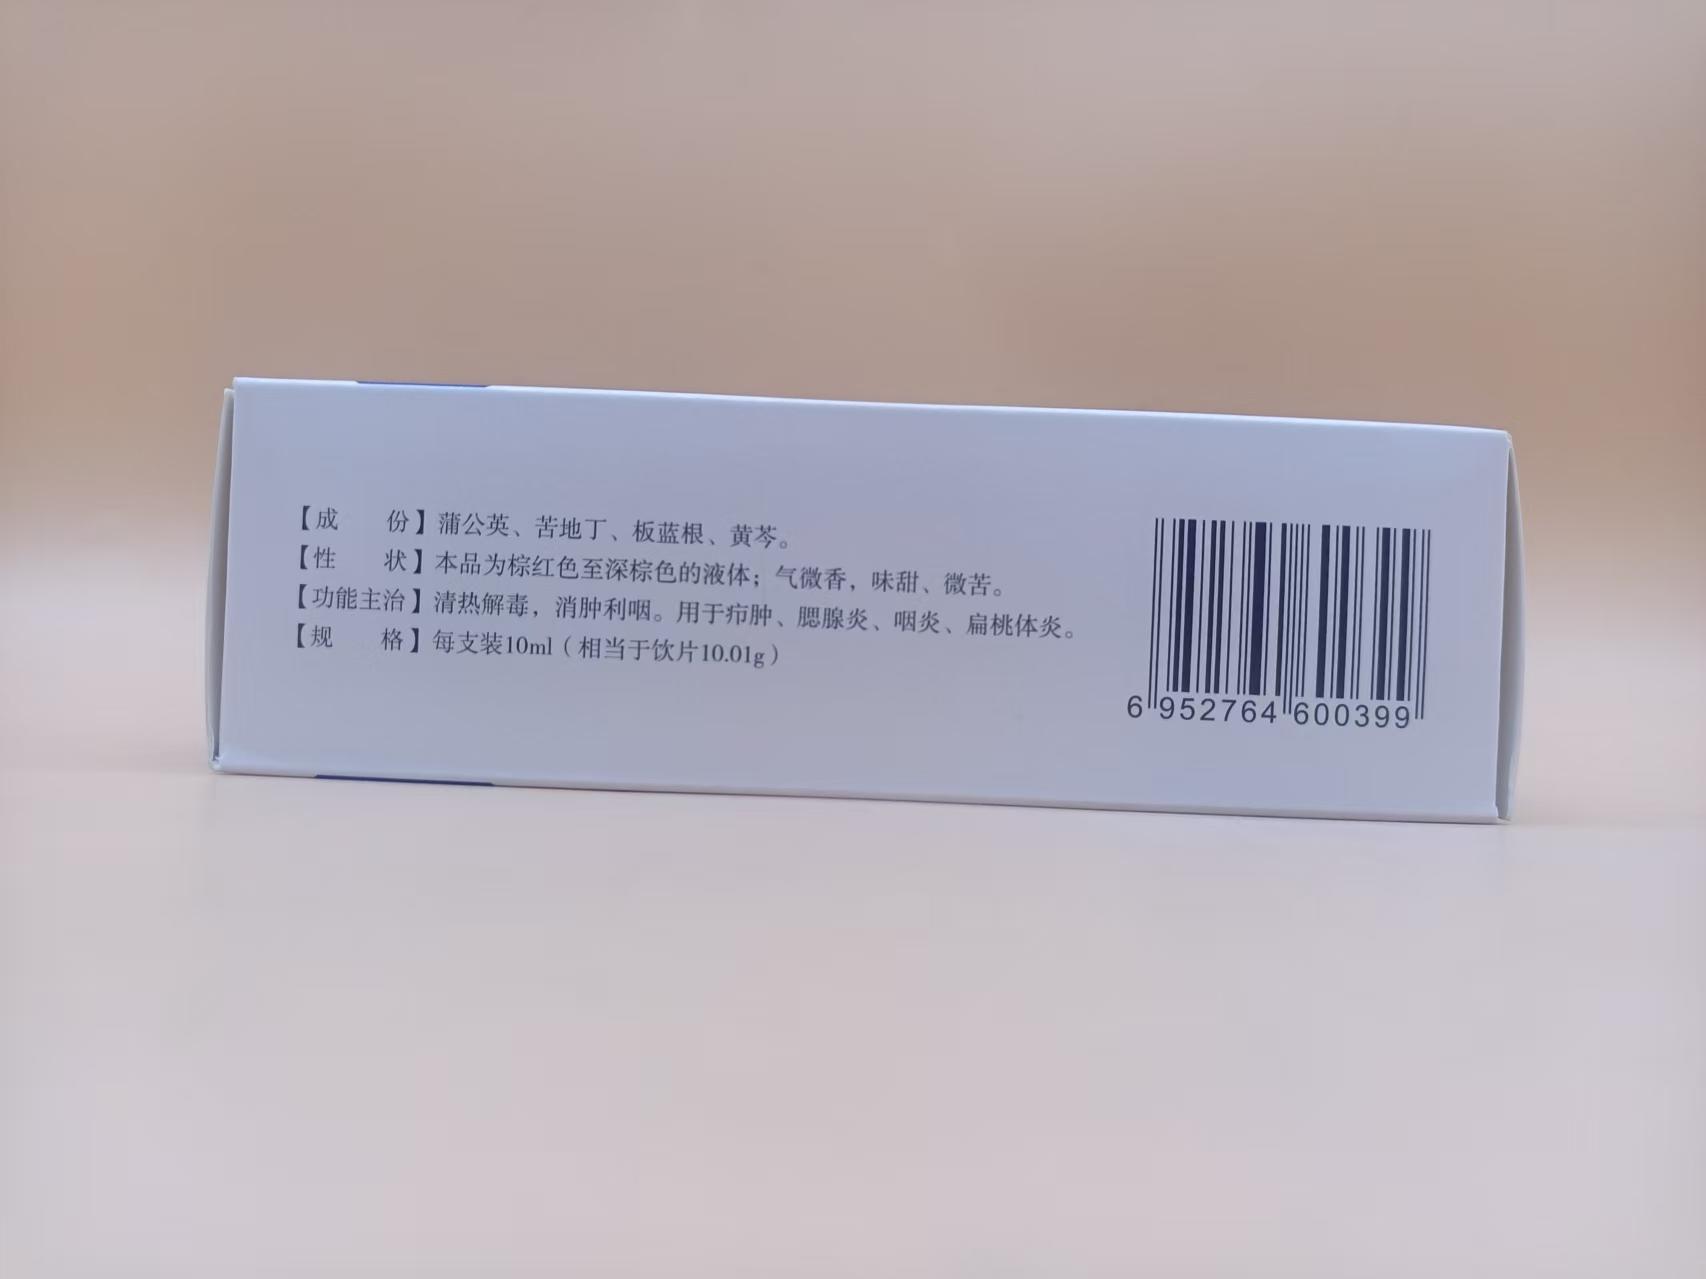 【成　　份】蒲公英、苦地丁、板蓝根、黄芩。
【性　　状】本品为棕红色至深棕色的液体；气微香，味甜、微苦。
【功能主治】清热解毒，消肿利咽。用于疖肿、腮腺炎、咽炎、扁桃体炎。
【规　　格】每支装10ml（相当于饮片10.01g）
6 952764 600399